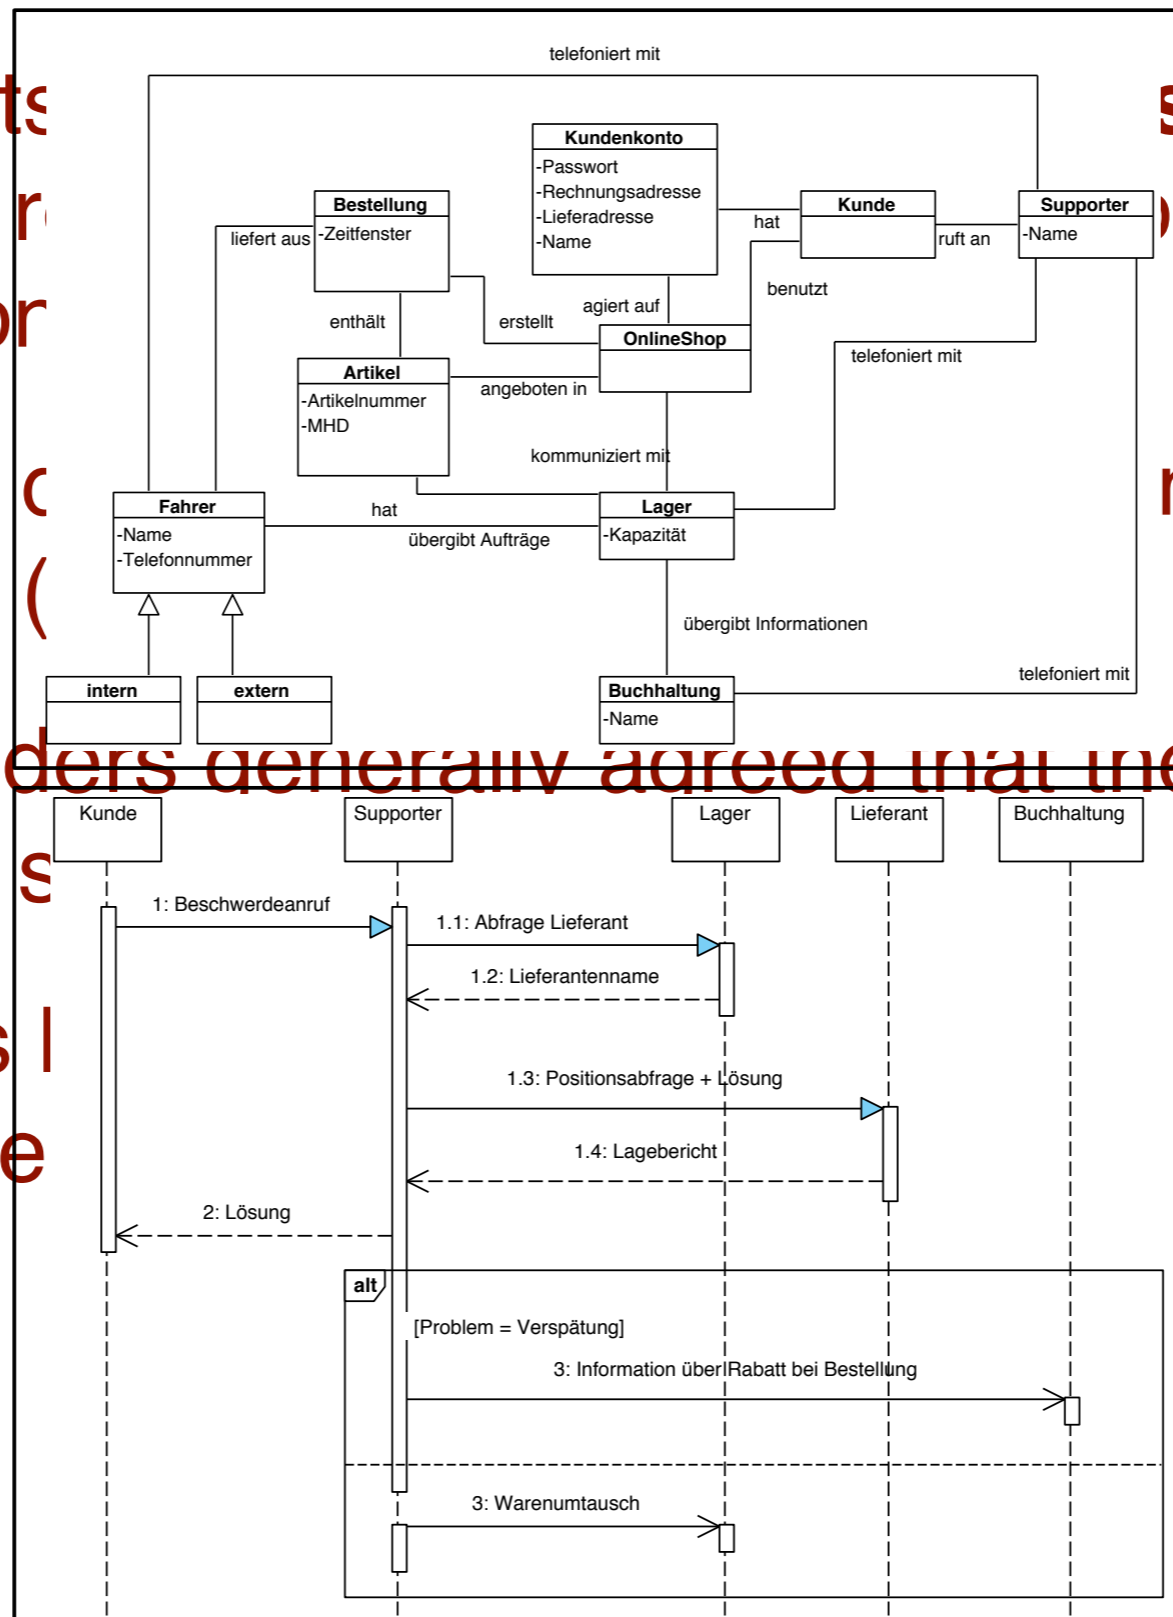 telefoniert mit
Kundenkonto
-Passwort
-Rechnungsadresse
-Lieferadresse
-Name
Bestellung
-Zeitfenster
Kunde
Supporter
-Name
liefert aus
hat
ruft an
benutzt
agiert auf
enthält
erstellt
OnlineShop
telefoniert mit
Artikel
-Artikelnummer
-MHD
angeboten in
kommuniziert mit
Fahrer
-Name
-Telefonnummer
hat
übergibt Aufträge
Lager
-Kapazität
übergibt Informationen
telefoniert mit
intern
extern
Buchhaltung
-Name
generally agreed that the
Kunde
Supporter
Lager
Lieferant
Buchhaltung
1: Beschwerdeanruf
1.1: Abfrage Lieferant
1.2: Lieferantenname
1.3: Positionsabfrage + Lösung
1.4: Lagebericht
2: Lösung
alt
[Problem = Verspätung]
3: Information über Rabatt bei Bestellung
3: Warenumtausch